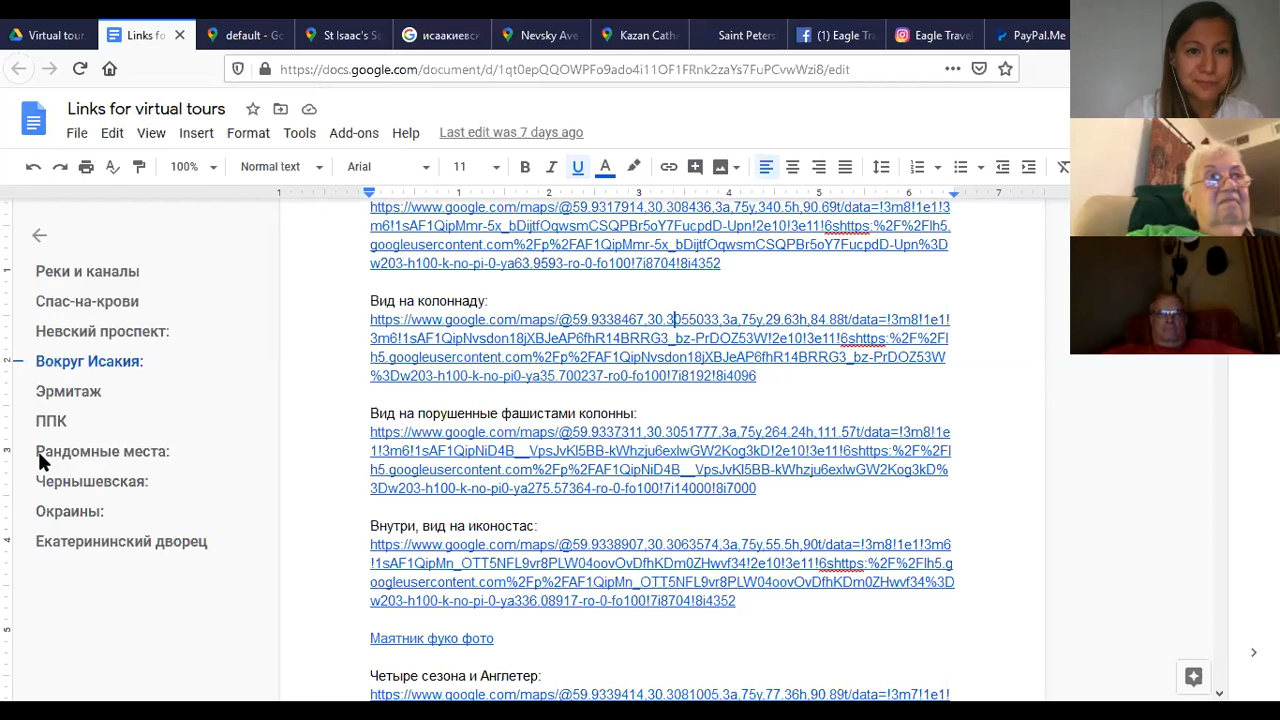 Virtual tour
Links fo
default - Go
St Isaac's Sq
исаакиевск
Nevsky Ave
Kazan Cath
Saint Peters
(1) Eagle Tra
Eagle Travel
PayPal.Me
https://docs.google.com/document/d/1qt0epQQOWPFo9ado4i11OF1FRnk2zaYs7FuPCvwWzi8/edit
Links for virtual tours
File Edit View Insert Format Tools Add-ons Help Last edit was 7 days ago
100% Normal text Arial 11
1 1 2 3 4 5 6 7
Реки и каналы
Спас-на-крови
Невский проспект:
Вокруг Исакия:
Эрмитаж
ППК
Рандомные места:
Чернышевская:
Окраины:
Екатерининский дворец
https://www.google.com/maps/@59.9317914,30.308436,3a,75y,340.5h,90.69t/data=!3m8!1e1!3
m6!1sAF1QipMmr-5x_bDijtfOqwsmCSQPBr5oY7FucpdD-Upn!2e10!3e11!6shttps:%2F%2Flh5.
googleusercontent.com%2Fp%2FAF1QipMmr-5x_bDijtfOqwsmCSQPBr5oY7FucpdD-Upn%3D
w203-h100-k-no-pi-0-ya63.9593-ro-0-fo100!7i8704!8i4352
Вид на колоннаду:
https://www.google.com/maps/@59.9338467,30.3055033,3a,75y,29.63h,84.88t/data=!3m8!1e1!
3m6!1sAF1QipNvsdon18jXBJeAP6fhR14BRRG3_bz-PrDOZ53W!2e10!3e11!6shttps:%2F%2Fl
h5.googleusercontent.com%2Fp%2FAF1QipNvsdon18jXBJeAP6fhR14BRRG3_bz-PrDOZ53W
%3Dw203-h100-k-no-pi0-ya35.700237-ro0-fo100!7i8192!8i4096
Вид на порушенные фашистами колонны:
https://www.google.com/maps/@59.9337311,30.3051777,3a,75y,264.24h,111.57t/data=!3m8!1e
1!3m6!1sAF1QipNiD4B__VpsJvKl5BB-kWhzju6exlwGW2Kog3kD!2e10!3e11!6shttps:%2F%2Fl
h5.googleusercontent.com%2Fp%2FAF1QipNiD4B__VpsJvKl5BB-kWhzju6exlwGW2Kog3kD%
3Dw203-h100-k-no-pi0-ya275.57364-ro0-fo100!7i14000!8i7000
Внутри, вид на иконостас:
https://www.google.com/maps/@59.9338907,30.3063574,3a,75y,55.5h,90t/data=!3m8!1e1!3m6
!1sAF1QipMn_OTT5NFL9vr8PLW04oovOvDfhKDm0ZHwvf34!2e10!3e11!6shttps:%2F%2Flh5.g
oogleusercontent.com%2Fp%2FAF1QipMn_OTT5NFL9vr8PLW04oovOvDfhKDm0ZHwvf34%3D
w203-h100-k-no-pi-0-ya336.08917-ro-0-fo100!7i8704!8i4352
Маятник фуко фото
Четыре сезона и Англетер:
https://www.google.com/maps/@59.9339414,30.3081005,3a,75y,77.36h,90.89t/data=!3m7!1e1!